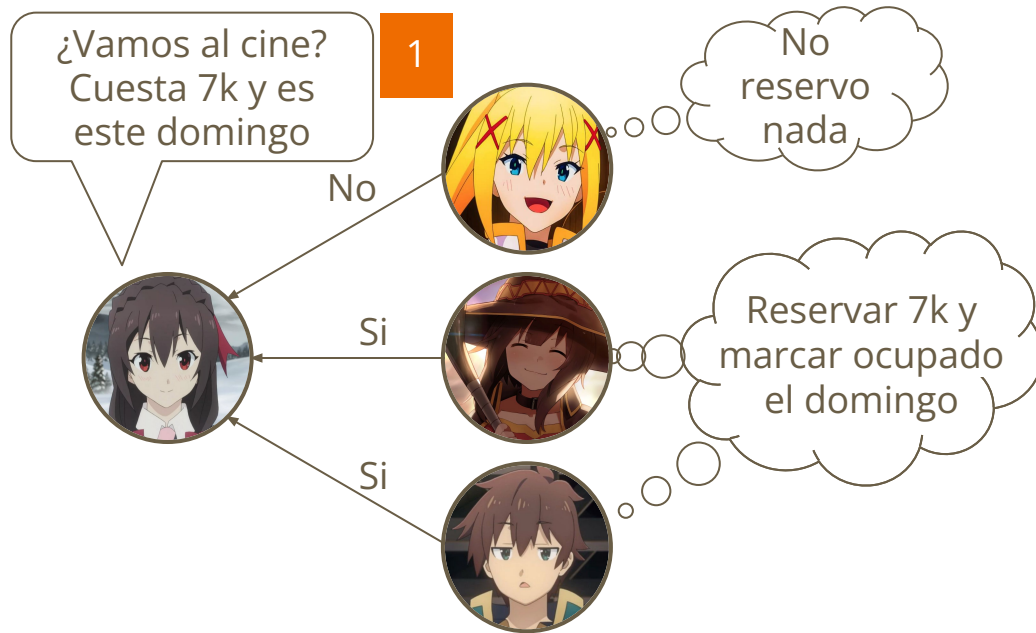 ¿Vamos al cine?
Cuesta 7k y es
este domingo
1
No
reservo
nada
No
Si
Reservar 7k y
marcar ocupado
el domingo
Si